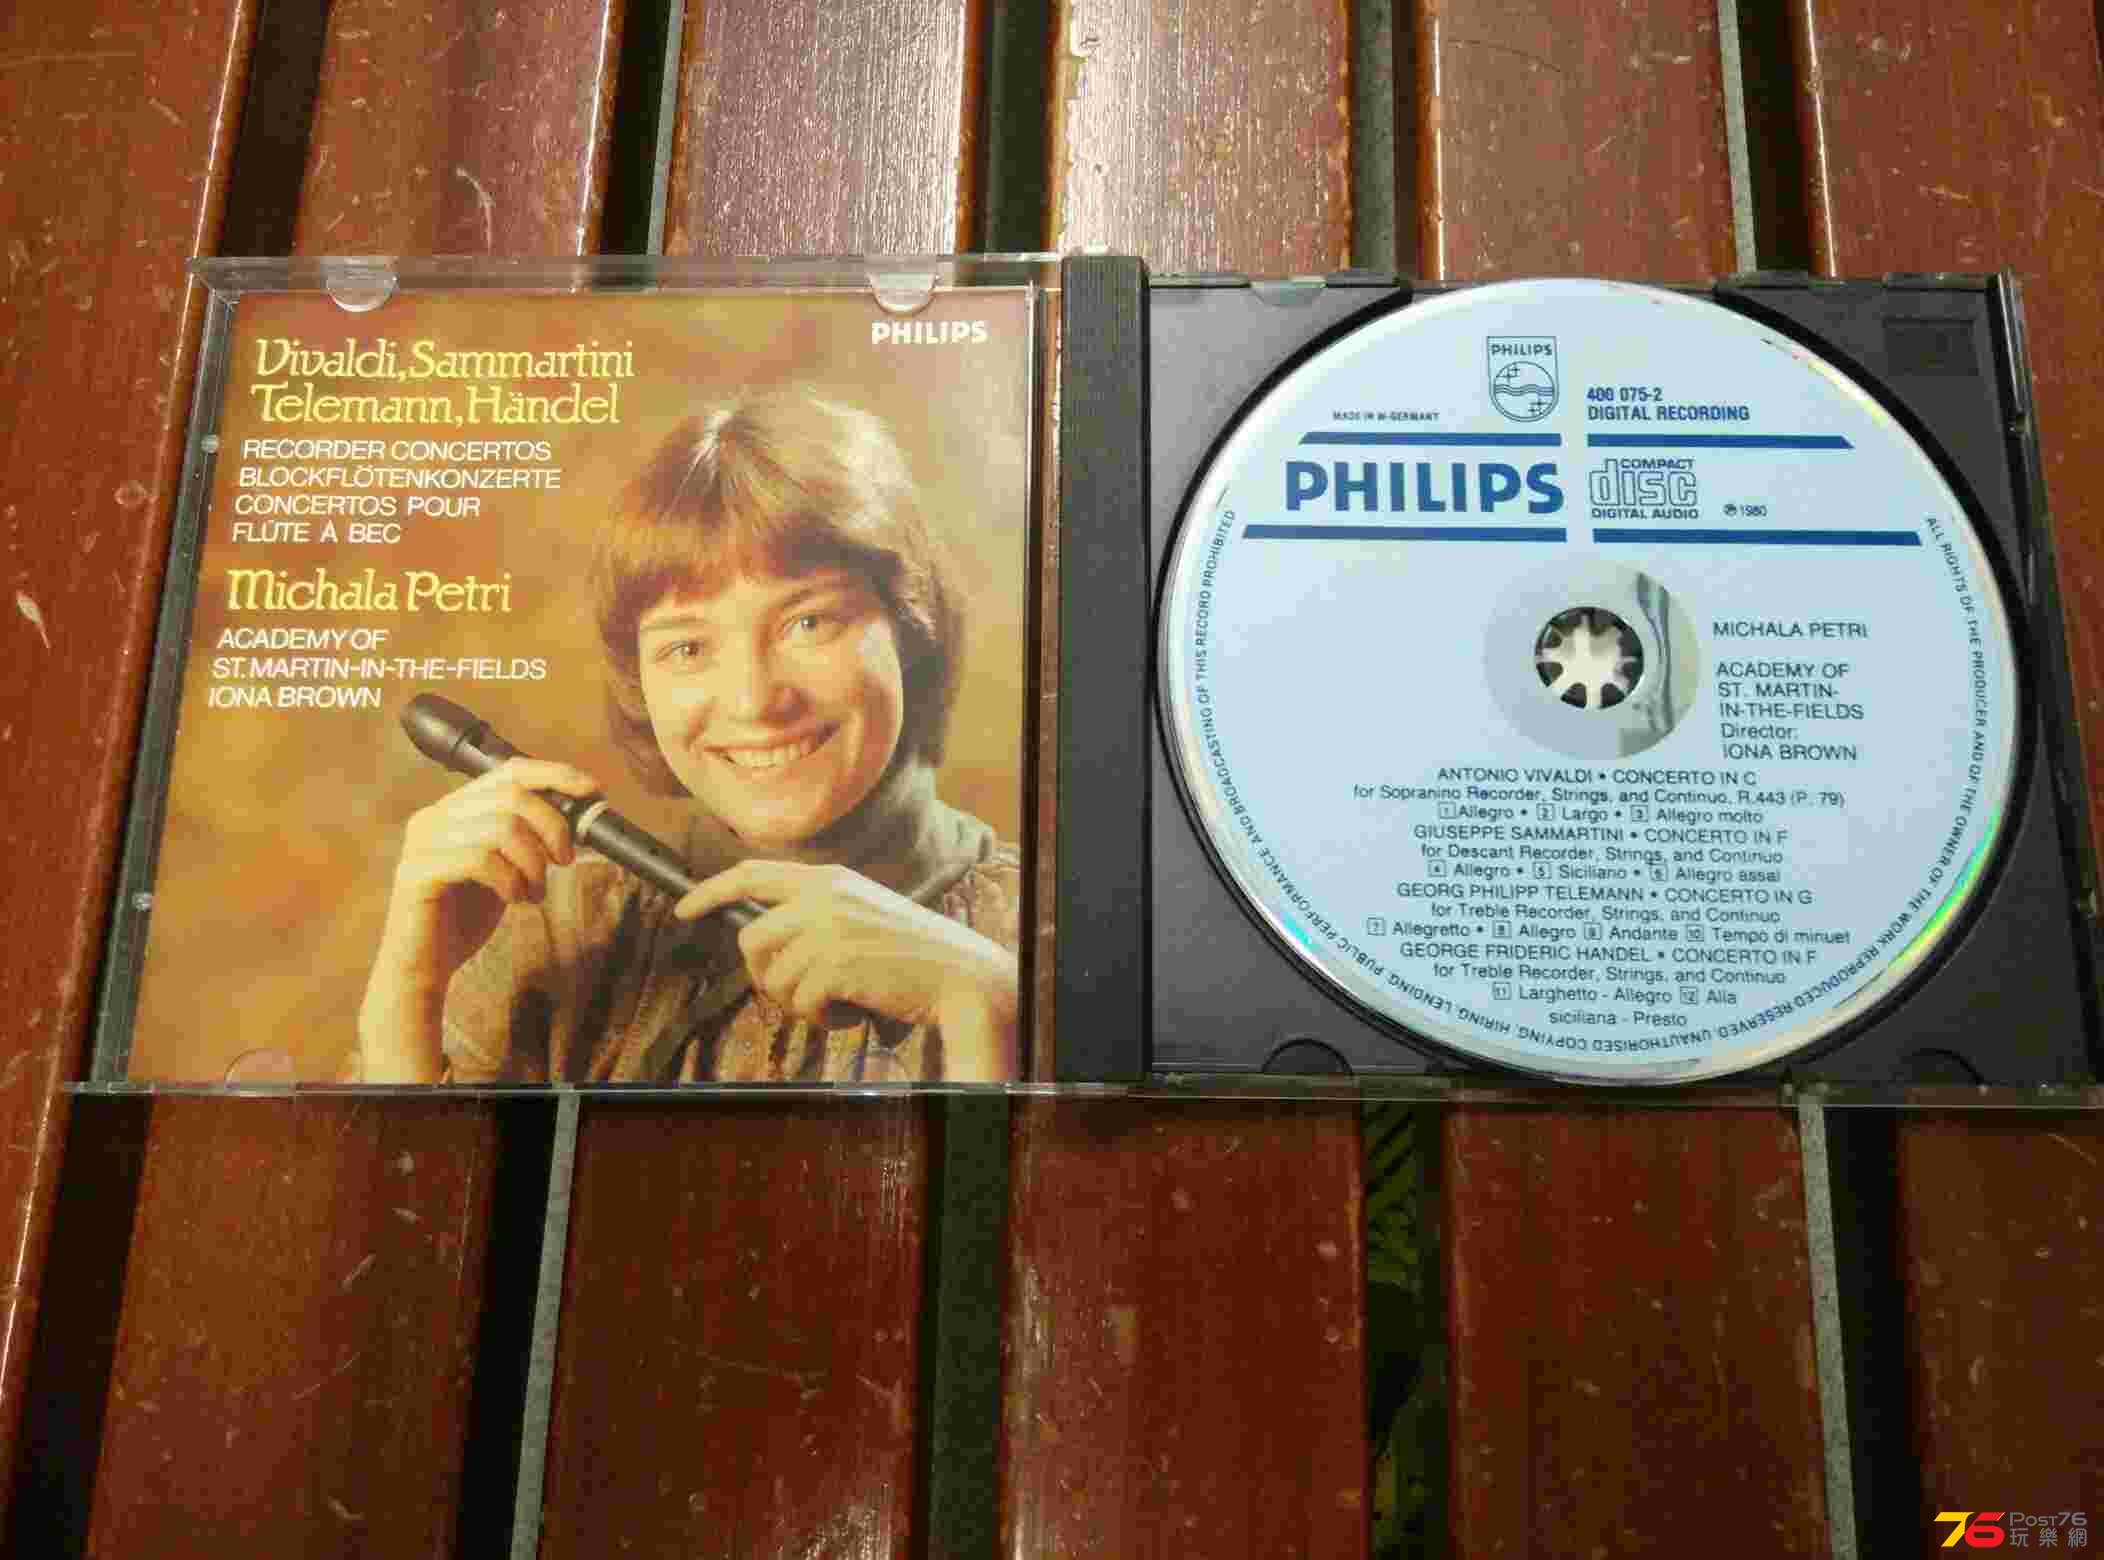 PHILIPS
Vivaldi, Sammartini
Telemann, Händel
RECORDER CONCERTOS
BLOCKFLÖTENKONZERTE
CONCERTOS POUR
FLÛTE À BEC
Michala Petri
ACADEMY OF
ST. MARTIN-IN-THE-FIELDS
IONA BROWN
PHILIPS
MADE IN W-GERMANY
400 075-2
DIGITAL RECORDING
PHILIPS
COMPACT
disc
DIGITAL AUDIO
℗ 1980
MICHALA PETRI
ACADEMY OF
ST. MARTIN-
IN-THE-FIELDS
Director:
IONA BROWN
ANTONIO VIVALDI • CONCERTO IN C
for Sopranino Recorder, Strings, and Continuo, R.443 (P. 79)
1 Allegro • 2 Largo • 3 Allegro molto
GIUSEPPE SAMMARTINI • CONCERTO IN F
for Descant Recorder, Strings, and Continuo
4 Allegro • 5 Siciliano • 6 Allegro assai
GEORG PHILIPP TELEMANN • CONCERTO IN G
for Treble Recorder, Strings, and Continuo
7 Allegretto • 8 Allegro 9 Andante 10 Tempo di minuet
GEORGE FRIDERIC HANDEL • CONCERTO IN F
for Treble Recorder, Strings, and Continuo
11 Larghetto - Allegro 12 Alla
siciliana - Presto
ALL RIGHTS OF THE PRODUCER AND OF THE OWNER OF THE WORK REPRODUCED RESERVED. UNAUTHORISED COPYING, HIRING, LENDING, PUBLIC PERFORMANCE AND BROADCASTING OF THIS RECORD PROHIBITED
76 POST76
玩樂網